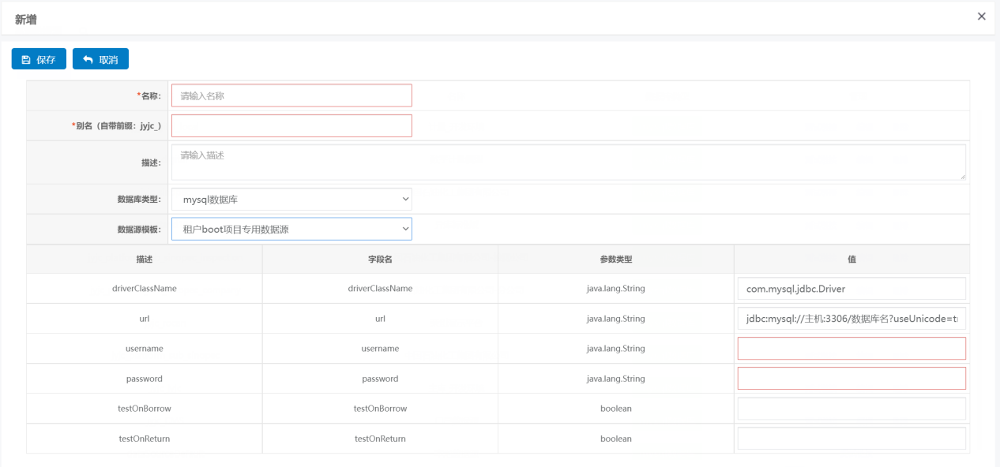 新增
保存 取消
*名称:
请输入名称
*别名（自带前缀：jyjc_）
描述:
请输入描述
数据库类型: mysql数据库
数据源模板: 租户boot项目专用数据源
描述 字段名 参数类型 值
driverClassName driverClassName java.lang.String com.mysql.jdbc.Driver
url url java.lang.String jdbc:mysql://主机:3306/数据库名?useUnicode=tr
username username java.lang.String
password password java.lang.String
testOnBorrow testOnBorrow boolean
testOnReturn testOnReturn boolean